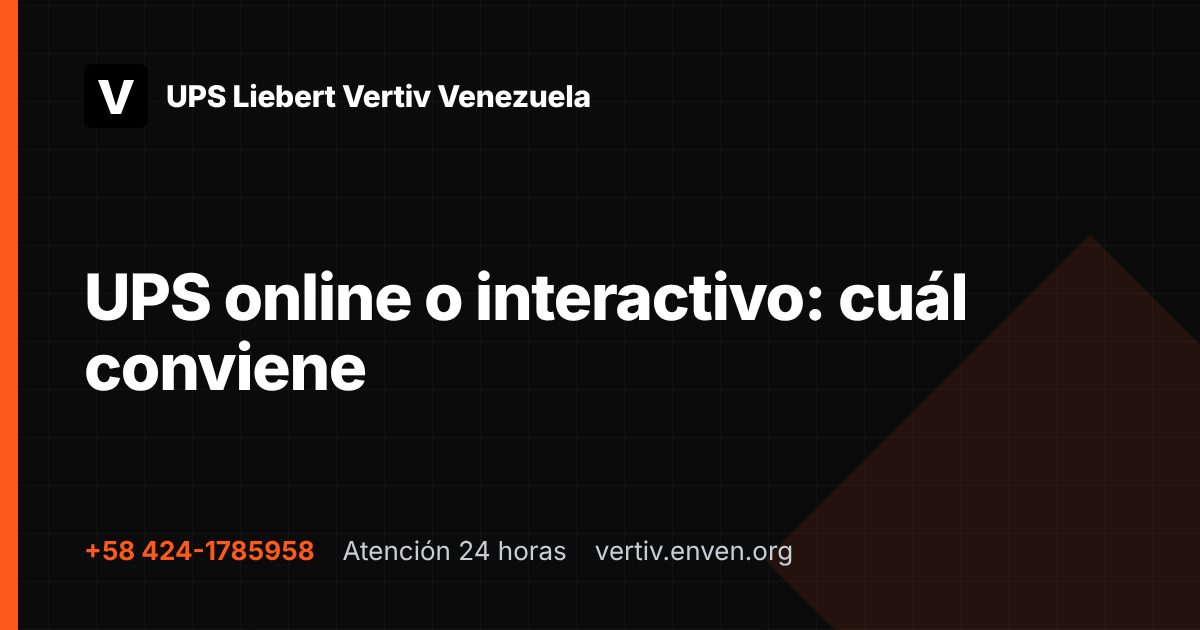 V
UPS Liebert Vertiv Venezuela
UPS online o interactivo: cuál
conviene
+58 424-1785958 Atención 24 horas vertiv.enven.org